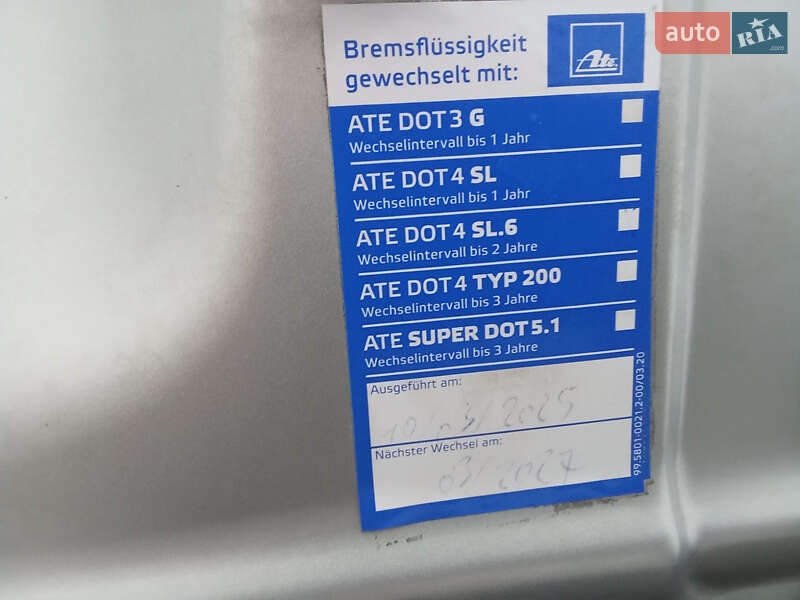 auto RIA
.com
Bremsflüssigkeit
gewechselt mit:
Ate
ATE DOT3 G
Wechselintervall bis 1 Jahr
ATE DOT4 SL
Wechselintervall bis 1 Jahr
ATE DOT4 SL.6
Wechselintervall bis 2 Jahre
ATE DOT4 TYP 200
Wechselintervall bis 3 Jahre
ATE SUPER DOT5.1
Wechselintervall bis 3 Jahre
Ausgeführt am:
10/03/2025
Nächster Wechsel am:
03/2027
99.5801-0021.2-00/03.20